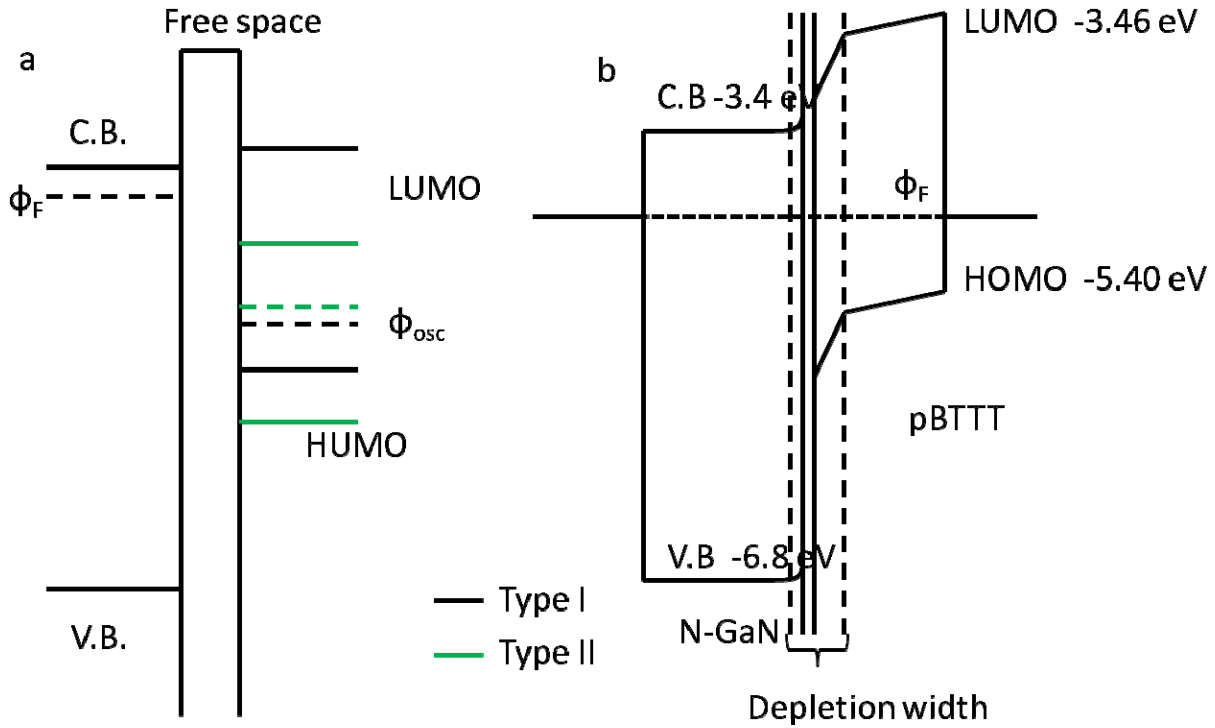 Free space
a
C.B.
ϕF
LUMO
ϕosc
HUMO
V.B.
Type I
Type II
b
LUMO -3.46 eV
C.B -3.4 eV
ϕF
HOMO -5.40 eV
pBTTT
V.B -6.8 eV
N-GaN
Depletion width